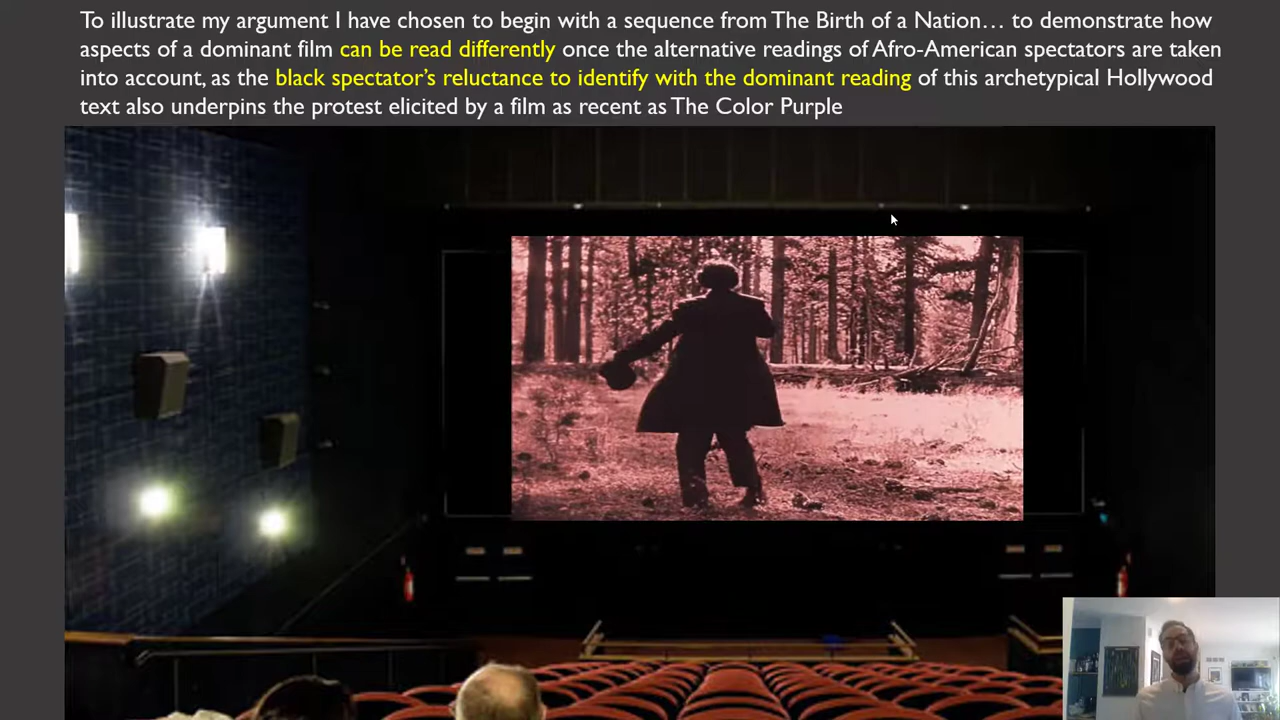 To illustrate my argument I have chosen to begin with a sequence from The Birth of a Nation… to demonstrate how
aspects of a dominant film can be read differently once the alternative readings of Afro-American spectators are taken
into account, as the black spectator's reluctance to identify with the dominant reading of this archetypical Hollywood
text also underpins the protest elicited by a film as recent as The Color Purple